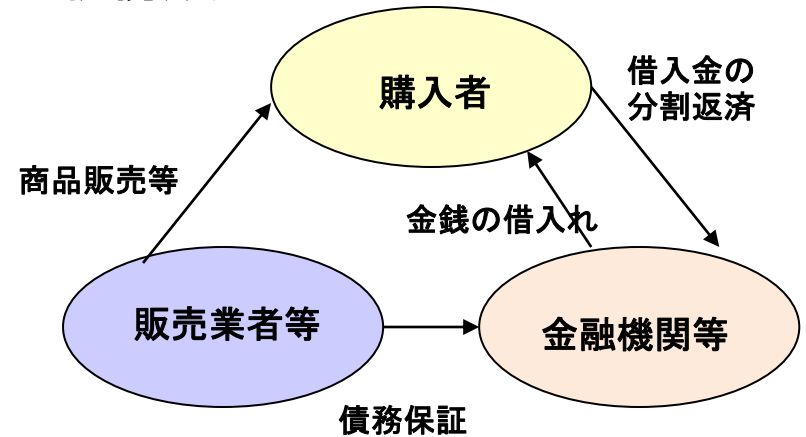 購入者
借入金の
分割返済
商品販売等
金銭の借入れ
販売業者等
金融機関等
債務保証